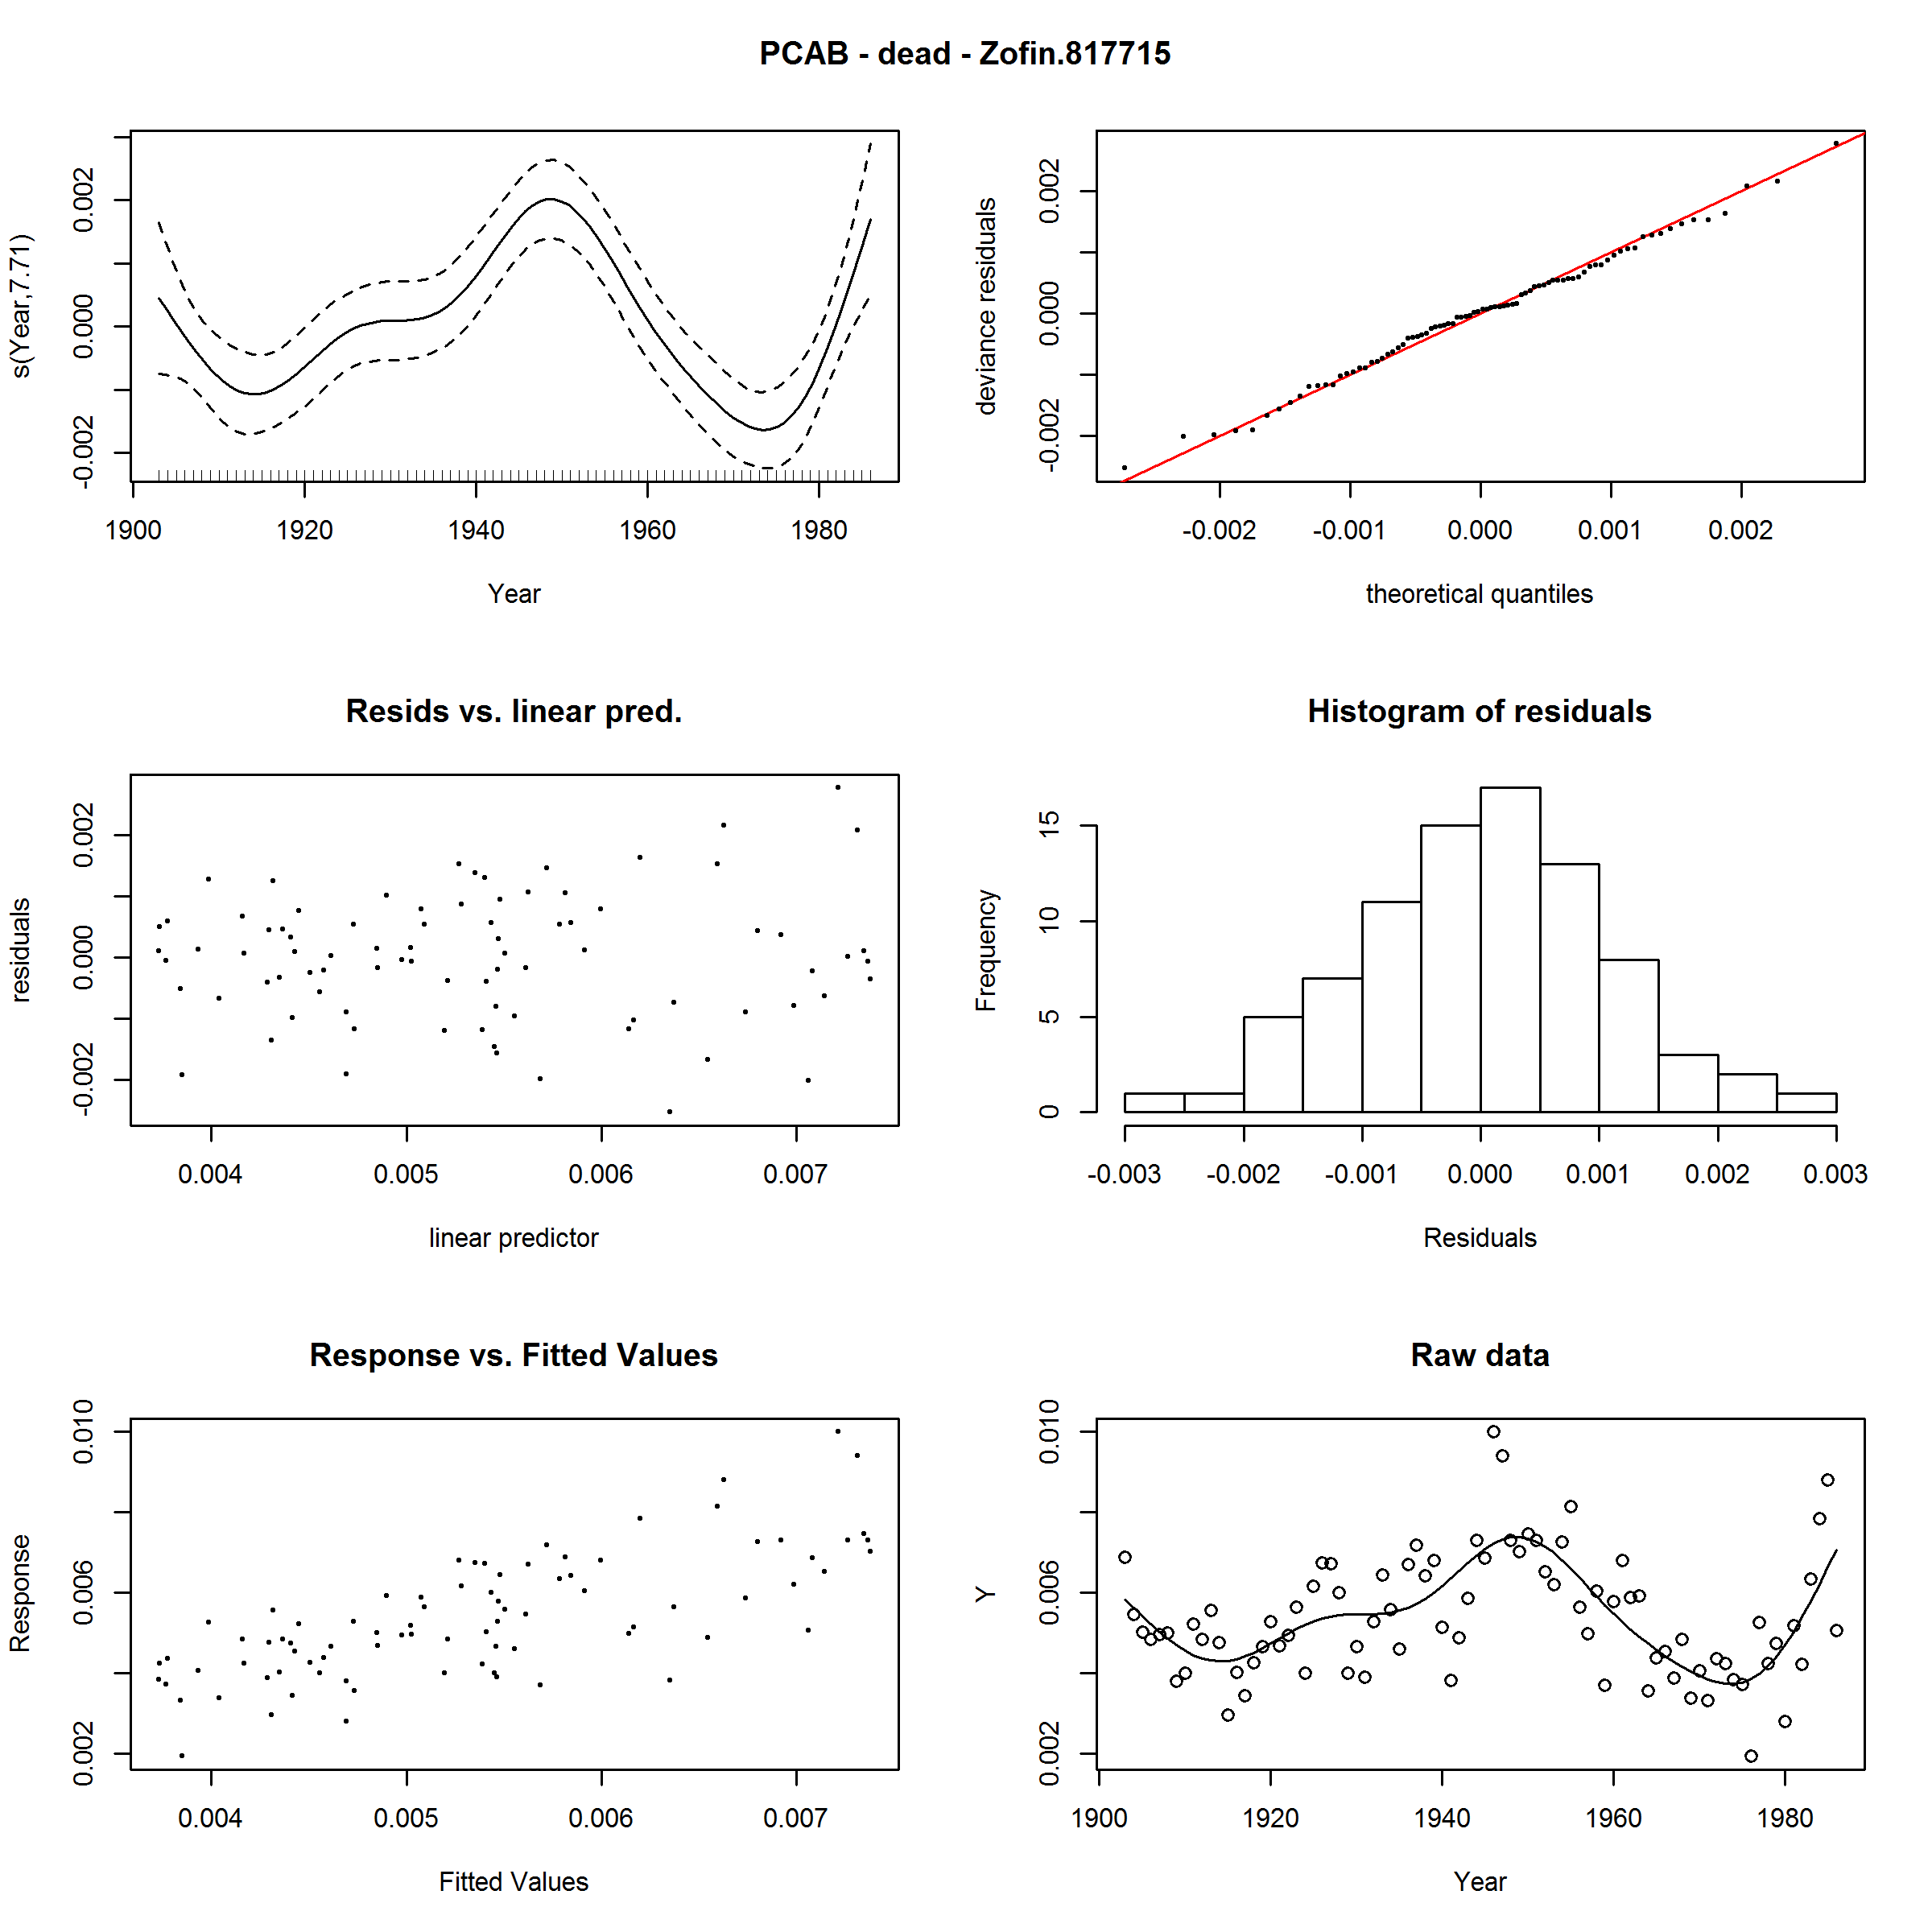 PCAB - dead - Zofin.817715
s(Year,7.71)
-0.002 0.000 0.002
1900 1920 1940 1960 1980
Year
deviance residuals
-0.002 0.000 0.002
-0.002 -0.001 0.000 0.001 0.002
theoretical quantiles
Resids vs. linear pred.
residuals
-0.002 0.000 0.002
0.004 0.005 0.006 0.007
linear predictor
Histogram of residuals
Frequency
0 5 10 15
-0.003 -0.002 -0.001 0.000 0.001 0.002 0.003
Residuals
Response vs. Fitted Values
Response
0.002 0.006 0.010
0.004 0.005 0.006 0.007
Fitted Values
Raw data
Y
0.002 0.006 0.010
1900 1920 1940 1960 1980
Year